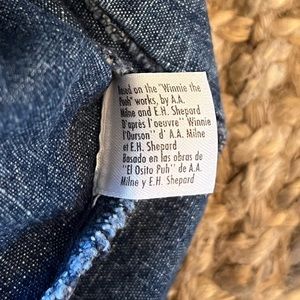 Based on the "Winnie the
Pooh" works, by A.A.
Milne and E.H. Shepard
D'après l'oeuvre "Winnie
l'Ourson" d' A.A. Milne
et E.H. Shepard
Basado en las obras de
"El Osito Puh" de A.A.
Milne y E.H. Shepard